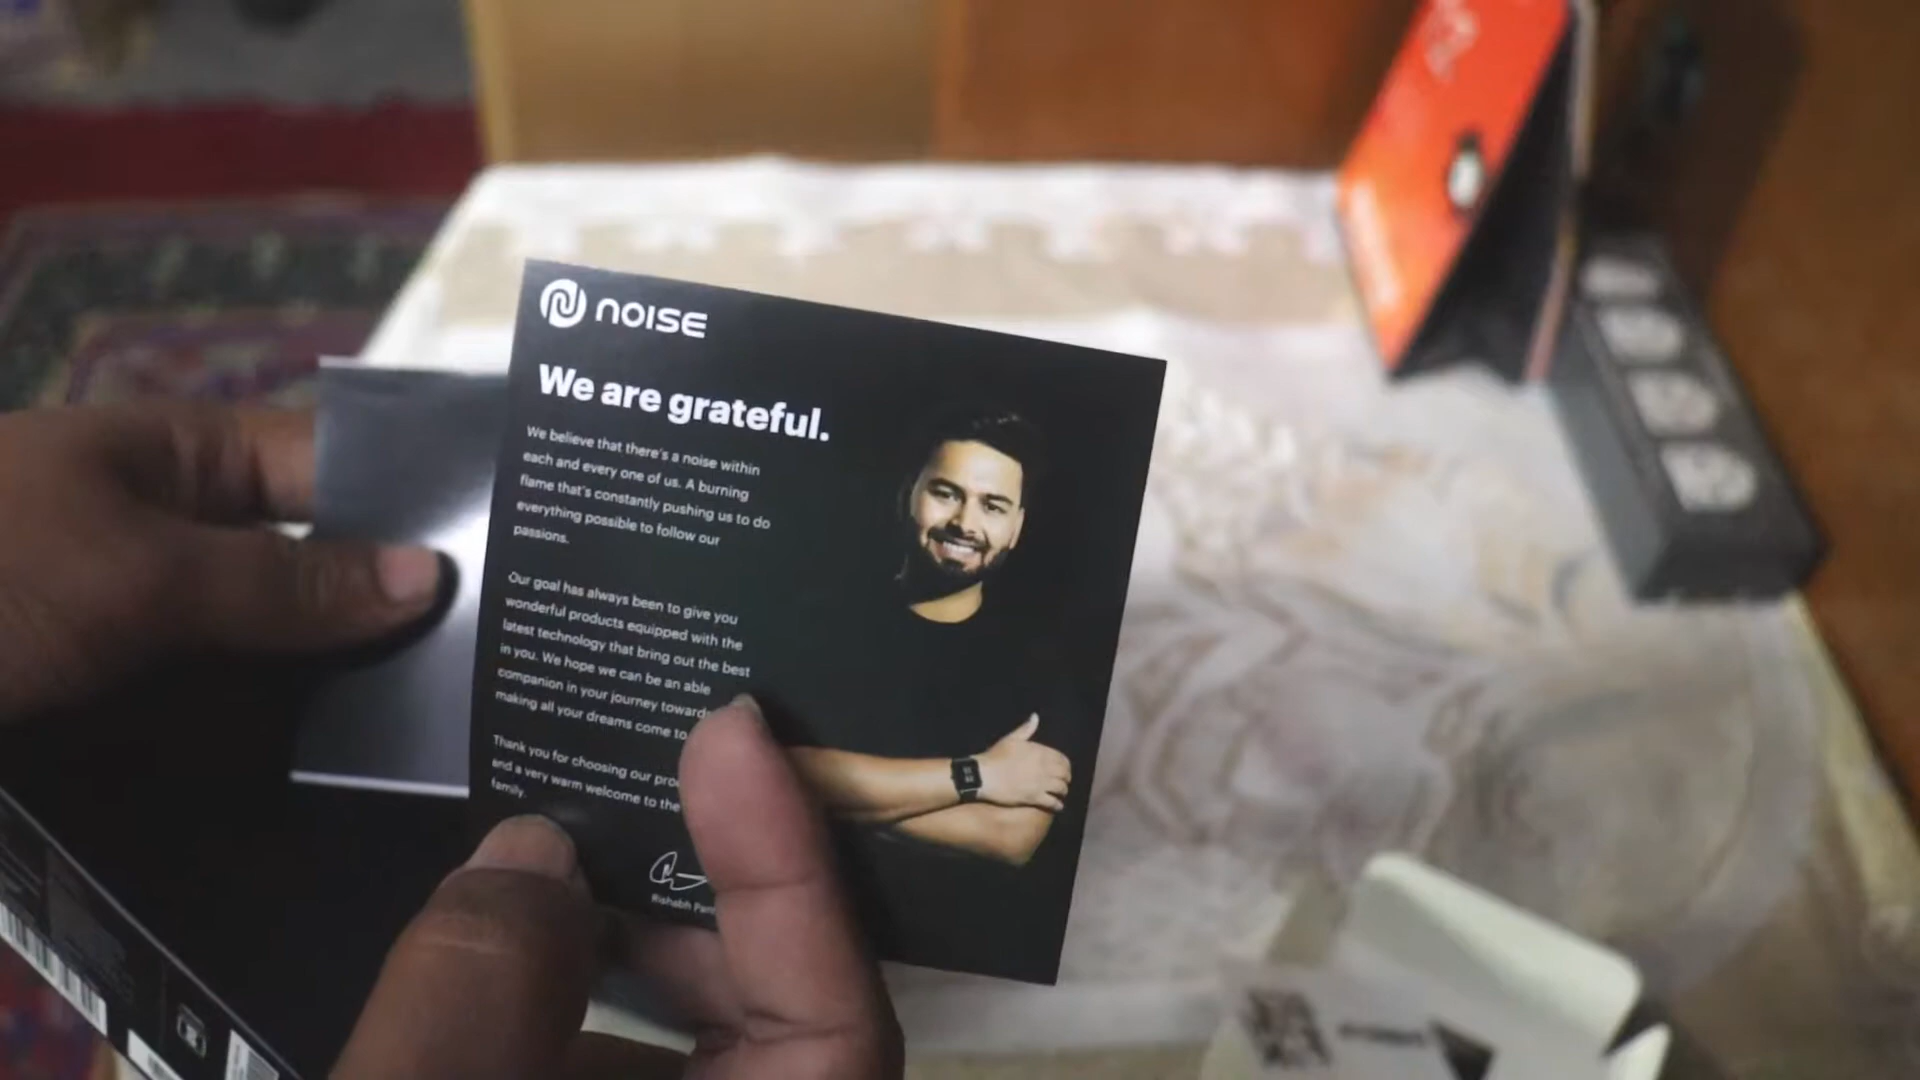 noise
We are grateful.
We believe that there's a noise within
each and every one of us. A burning
flame that's constantly pushing us to do
everything possible to follow our
passions.
Our goal has always been to give you
wonderful products equipped with the
latest technology that bring out the best
in you. We hope we can be an able
companion in your journey toward
making all your dreams come to
Thank you for choosing our
and a very warm welcome to the
family.
Rishabh